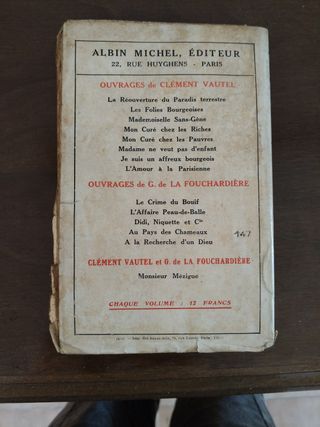 ALBIN MICHEL, ÉDITEUR
22, RUE HUYGHENS - PARIS
OUVRAGES de CLÉMENT VAUTEL
La Réouverture du Paradis terrestre
Les Folies Bourgeoises
Mademoiselle Sans-Gêne
Mon Curé chez les Riches
Mon Curé chez les Pauvres
Madame ne veut pas d'enfant
Je suis un affreux bourgeois
L'Amour à la Parisienne
OUVRAGES de G. de LA FOUCHARDIÈRE
Le Crime du Bouif
L'Affaire Peau-de-Balle
Didi, Niquette et Cie
Au Pays des Chameaux
A la Recherche d'un Dieu
CLÉMENT VAUTEL et G. de LA FOUCHARDIÈRE
Monsieur Mézigue
CHAQUE VOLUME : 12 FRANCS